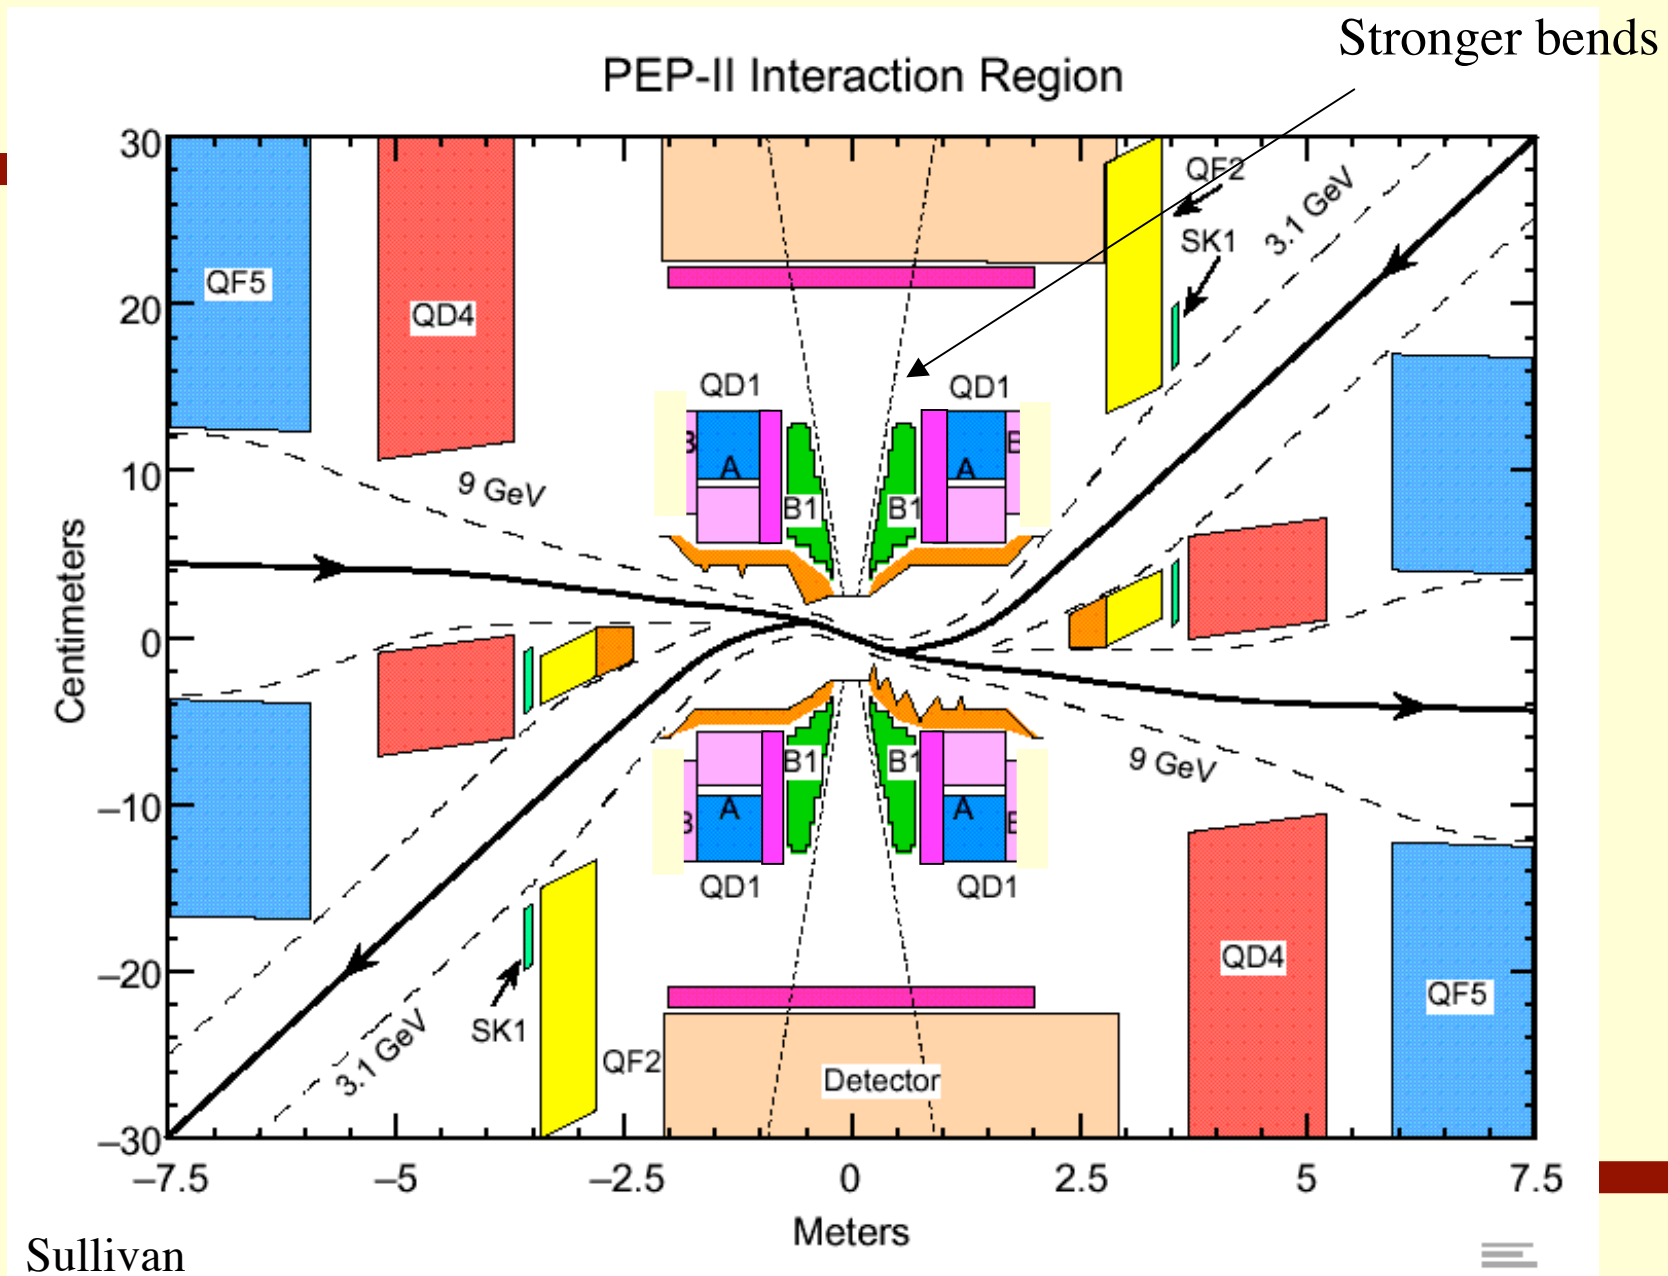 Stronger bends
PEP-II Interaction Region
30
QF2
3.1 GeV
SK1
QF5
20
QD4
QD1
QD1
B
A
A
10
9 GeV
B1
B1
Centimeters
0
B1
B1
9 GeV
B
A
A
–10
QD1
QD1
QD4
–20
QF5
SK1
3.1 GeV
QF2
Detector
–30
–7.5
–5
–2.5
0
2.5
5
7.5
Meters
Sullivan